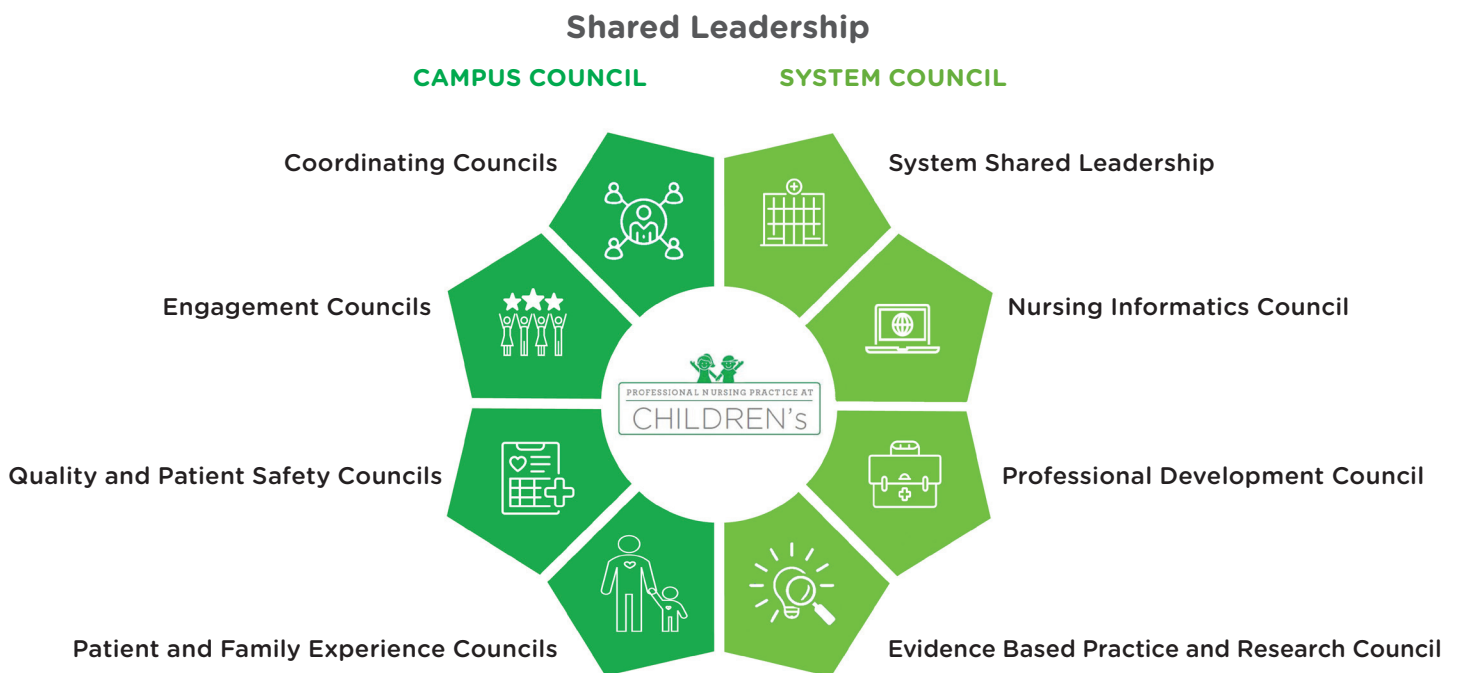 Shared Leadership
CAMPUS COUNCIL
SYSTEM COUNCIL
Coordinating Councils
System Shared Leadership
Engagement Councils
Nursing Informatics Council
PROFESSIONAL NURSING PRACTICE AT
CHILDREN's
Quality and Patient Safety Councils
Professional Development Council
Patient and Family Experience Councils
Evidence Based Practice and Research Council